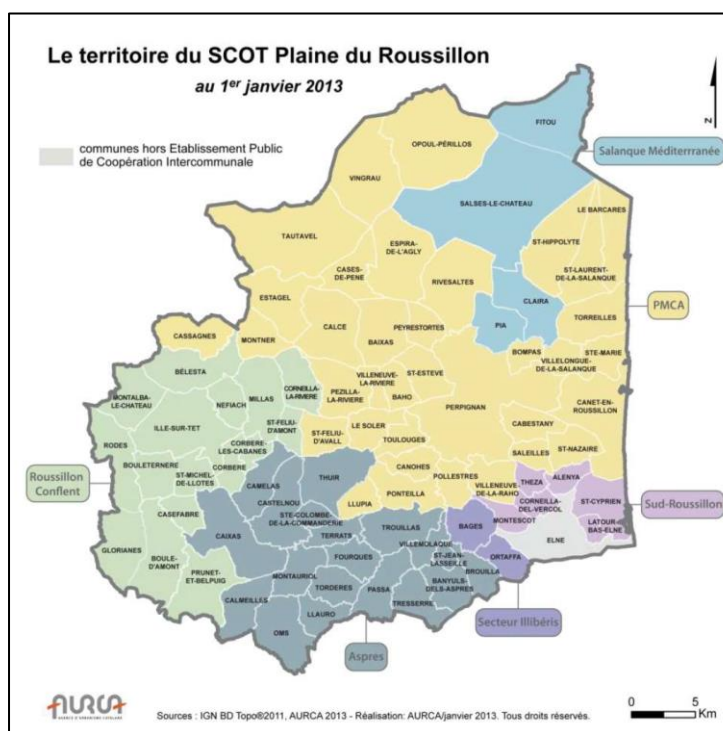 Le territoire du SCOT Plaine du Roussillon
au 1er janvier 2013
communes hors Etablissement Public
de Coopération Intercommunale
N
FITOU
OPOUL-PÉRILLOS
Salanque Méditerrranée
VINGRAU
SALSES-LE-CHATEAU
LE BARCARES
TAUTAVEL
ESPIRA-
DE-L'AGLY
ST-HIPPOLYTE
CASES-
DE-PENE
RIVESALTES
ST-LAURENT-
DE-LA-SALANQUE
ESTAGEL
CLAIRA
PMCA
CASSAGNES
MONTNER
CALCE
PEYRESTORTES
PIA
TORREILLES
BAIXAS
BÉLESTA
BOMPAS
STE-MARIE
VILLELONGUE-
DE-LA-SALANQUE
MONTALBA-
LE-CHATEAU
NEFIACH
MILLAS
CORNEILLA-
LA-RIVIERE
PEZILLA-
LA-RIVIERE
VILLENEUVE-
LA-RIVIERE
ST-ESTEVE
BAHO
PERPIGNAN
CANET-EN-
ROUSSILLON
RODES
ILLE-SUR-TET
ST-FELIU-
D'AMONT
ST-FELIU-
D'AVALL
LE SOLER
TOULOUGES
CABESTANY
CORBERE-
LES-CABANES
BOULETERNERE
CORBERE
ST-MICHEL-
DE-LLOTES
SALEILLES
ST-NAZAIRE
Roussillon
Conflent
CAMELAS
THUIR
CANOHES
POLLESTRES
VILLENEUVE-
DE-LA-RAHO
THEZA
ALENYA
CASTELNOU
LLUPIA
PONTEILLA
CORNEILLA-
DEL-VERCOL
ST-CYPRIEN
Sud-Roussillon
CASEFABRE
STE-COLOMBE-
DE-LA-COMMANDERIE
CAIXAS
TERRATS
TROUILLAS
BAGES
MONTESCOT
LATOUR-
BAS-ELNE
ELNE
GLORIANES
BOULE-
D'AMONT
PRUNET-
ET-BELPUIG
FOURQUES
VILLEMOLAQUE
ST-JEAN-
LASSEILLE
ORTAFFA
BROUILLA
MONTAURIOL
CALMEILLES
TORDERES
PASSA
BANYULS-
DELS-ASPRES
TRESSERRE
LLAURO
OMS
Secteur Illibéris
Aspres
AURCA
AGENCE D'URBANISME CATALANE
Sources : IGN BD Topo®2011, AURCA 2013 - Réalisation: AURCA/janvier 2013. Tous droits réservés.
0 5
Km